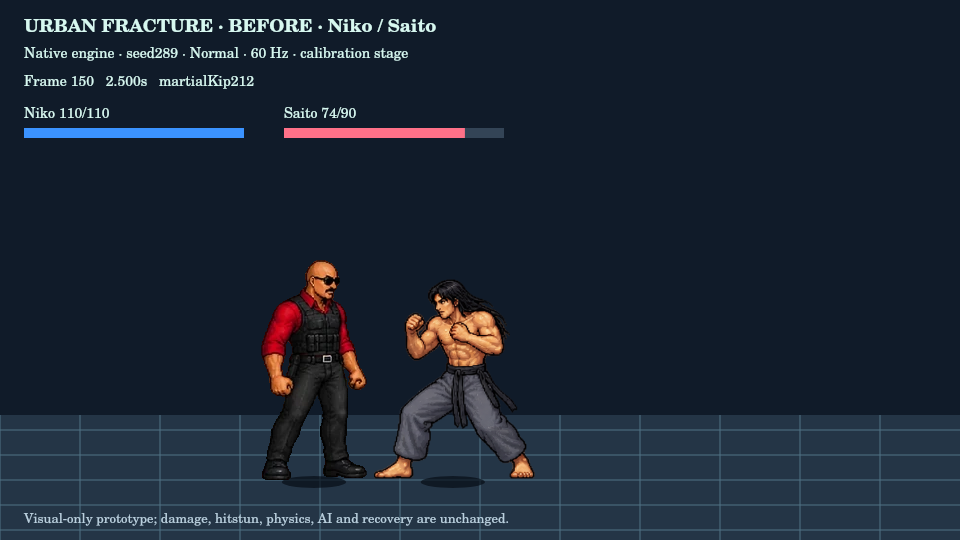 URBAN FRACTURE · BEFORE · Niko / Saito
Native engine · seed289 · Normal · 60 Hz · calibration stage
Frame 150 2.500s martialKip212
Niko 110/110 Saito 74/90
Visual-only prototype; damage, hitstun, physics, AI and recovery are unchanged.